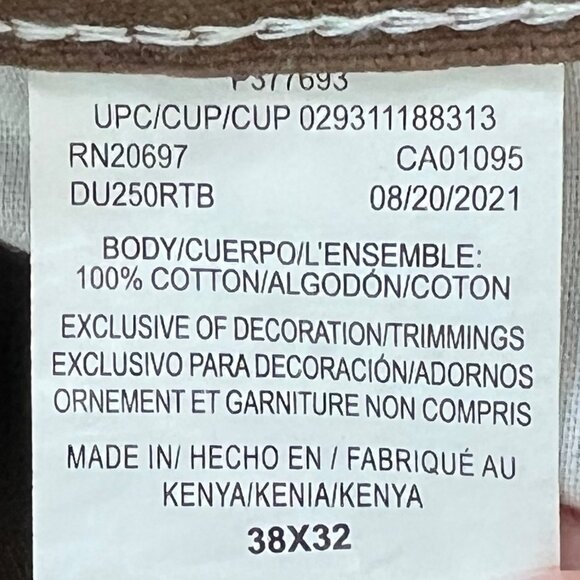 P377693
UPC/CUP/CUP 029311188313
RN20697 CA01095
DU250RTB 08/20/2021
BODY/CUERPO/L'ENSEMBLE:
100% COTTON/ALGODÓN/COTON
EXCLUSIVE OF DECORATION/TRIMMINGS
EXCLUSIVO PARA DECORACIÓN/ADORNOS
ORNEMENT ET GARNITURE NON COMPRIS
MADE IN/ HECHO EN / FABRIQUÉ AU
KENYA/KENIA/KENYA
38X32